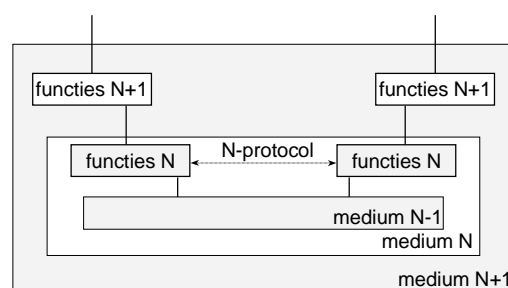 functies N+1
functies N+1
N-protocol
functies N
functies N
medium N-1
medium N
medium N+1